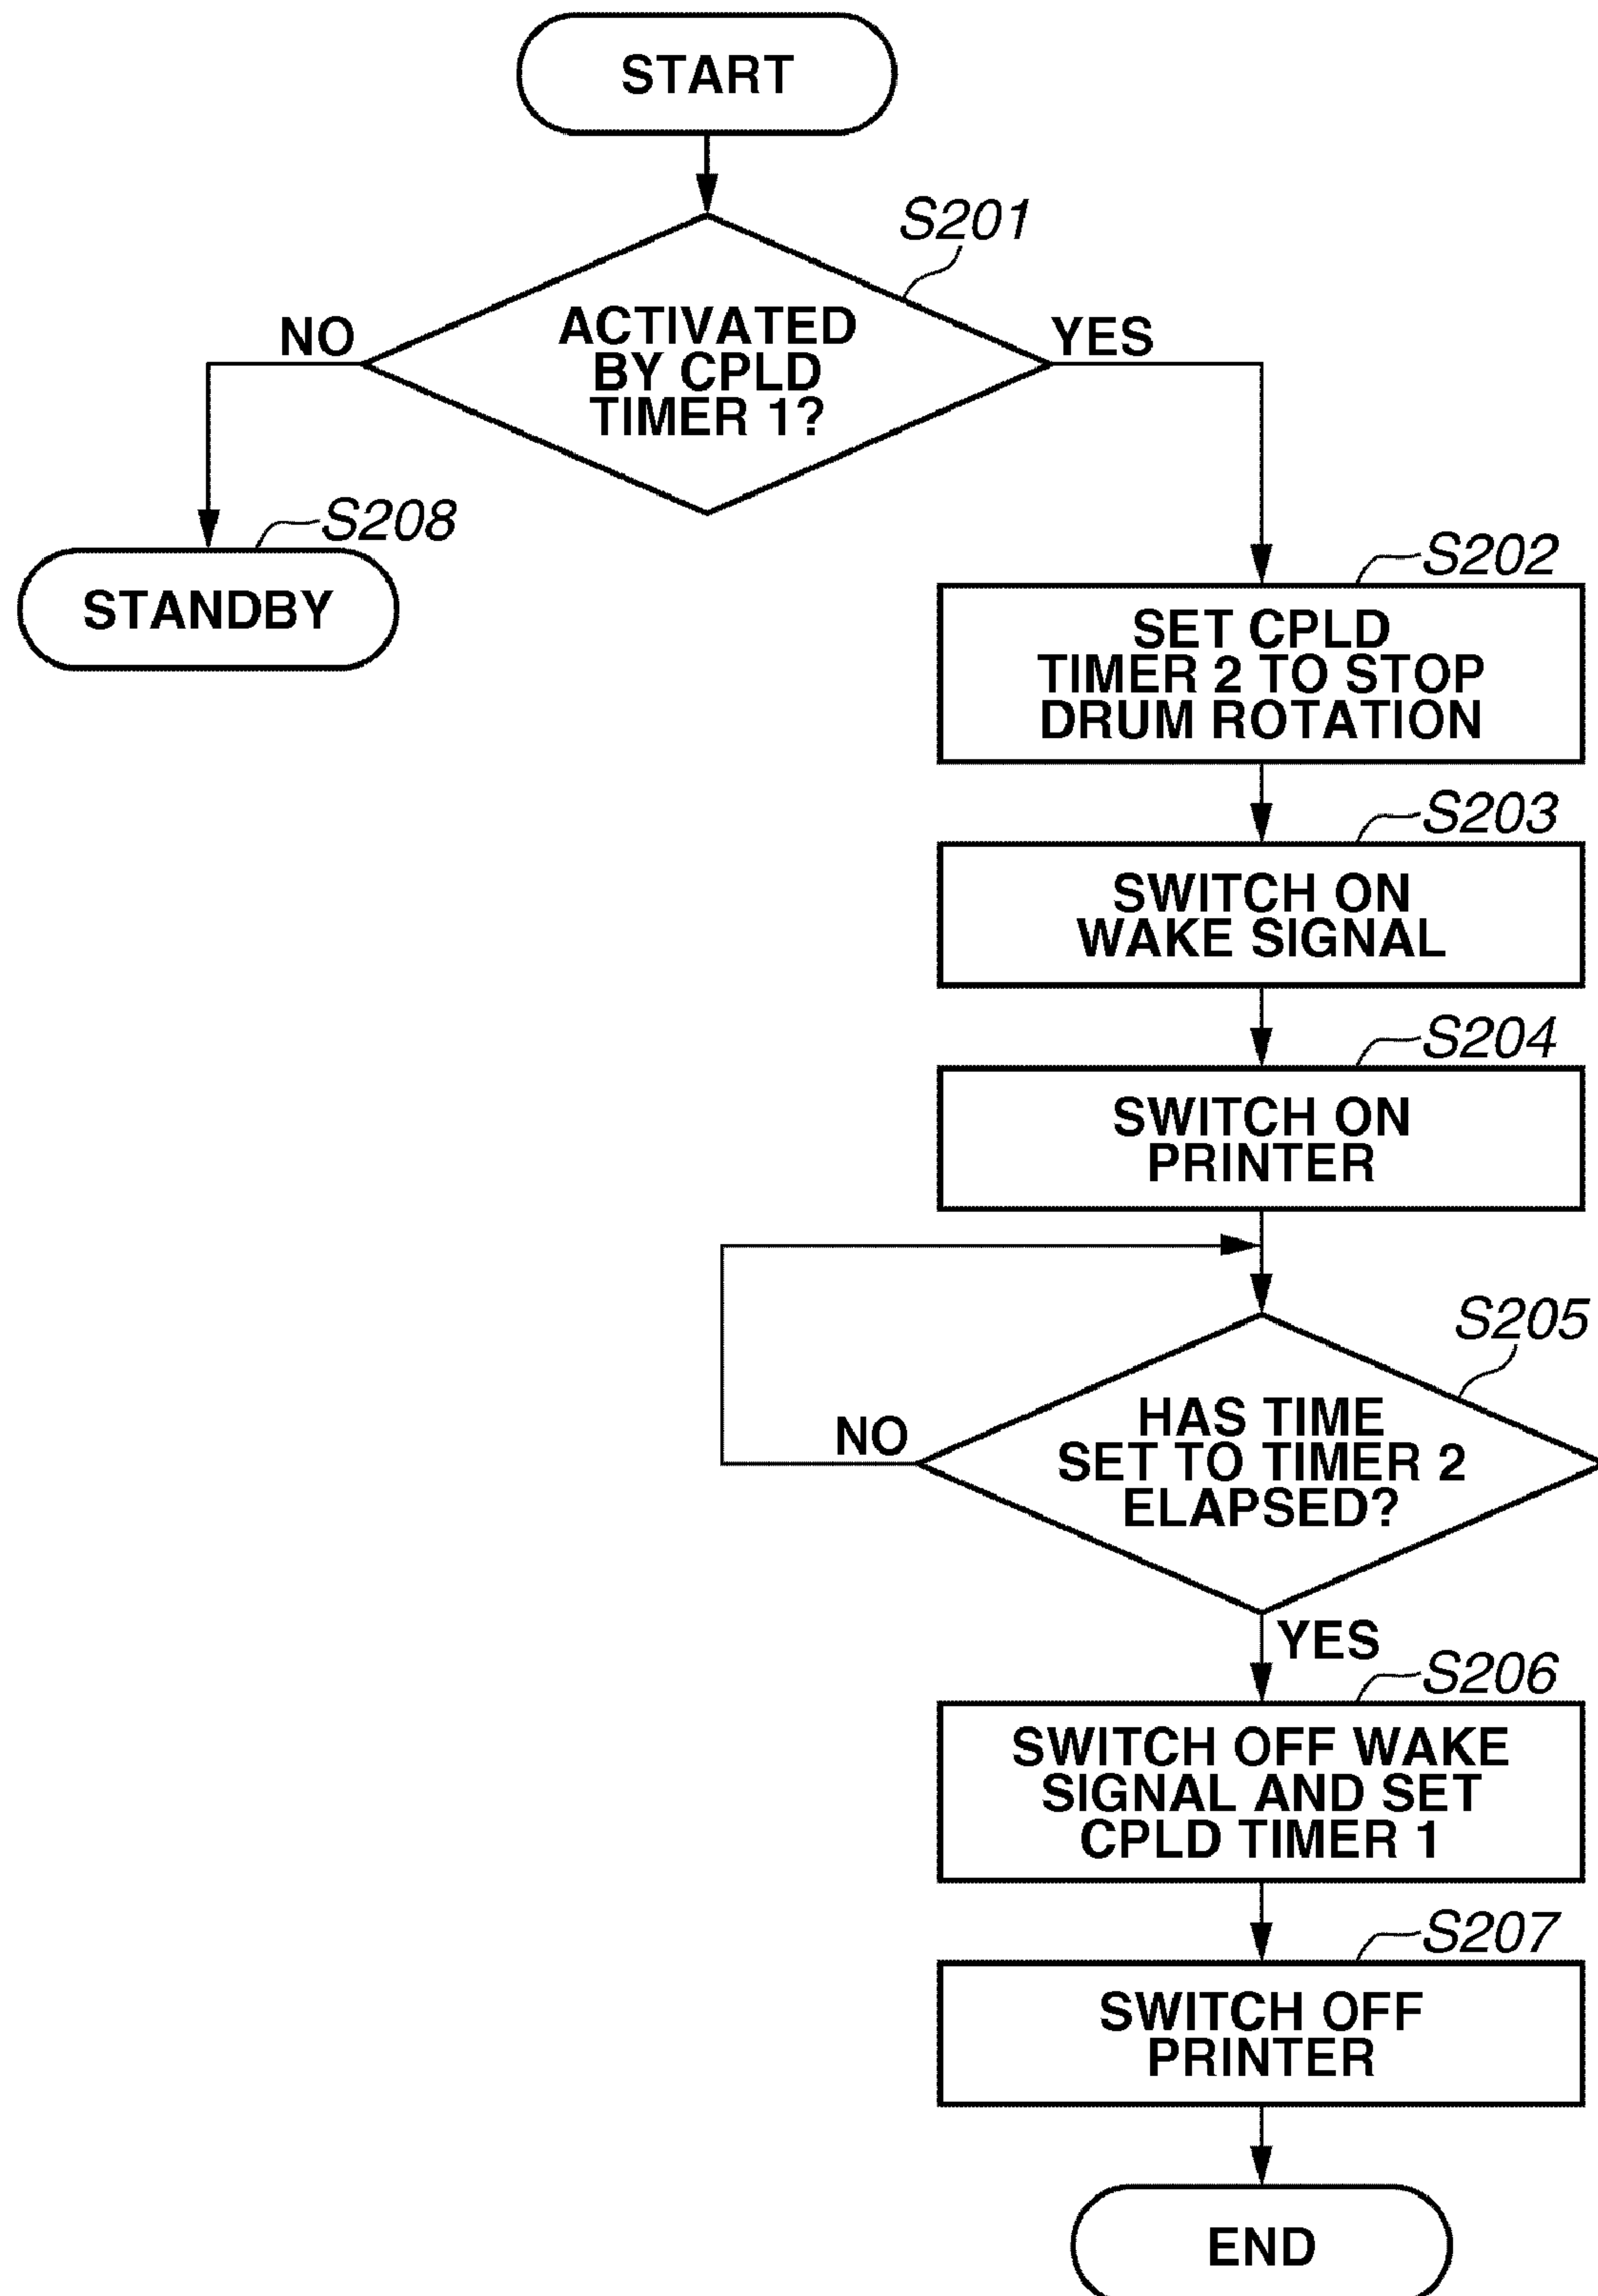 START
S201
ACTIVATED
BY CPLD
TIMER 1?
NO
YES
S208
STANDBY
S202
SET CPLD
TIMER 2 TO STOP
DRUM ROTATION
S203
SWITCH ON
WAKE SIGNAL
S204
SWITCH ON
PRINTER
S205
HAS TIME
SET TO TIMER 2
ELAPSED?
NO
YES
S206
SWITCH OFF WAKE
SIGNAL AND SET
CPLD TIMER 1
S207
SWITCH OFF
PRINTER
END